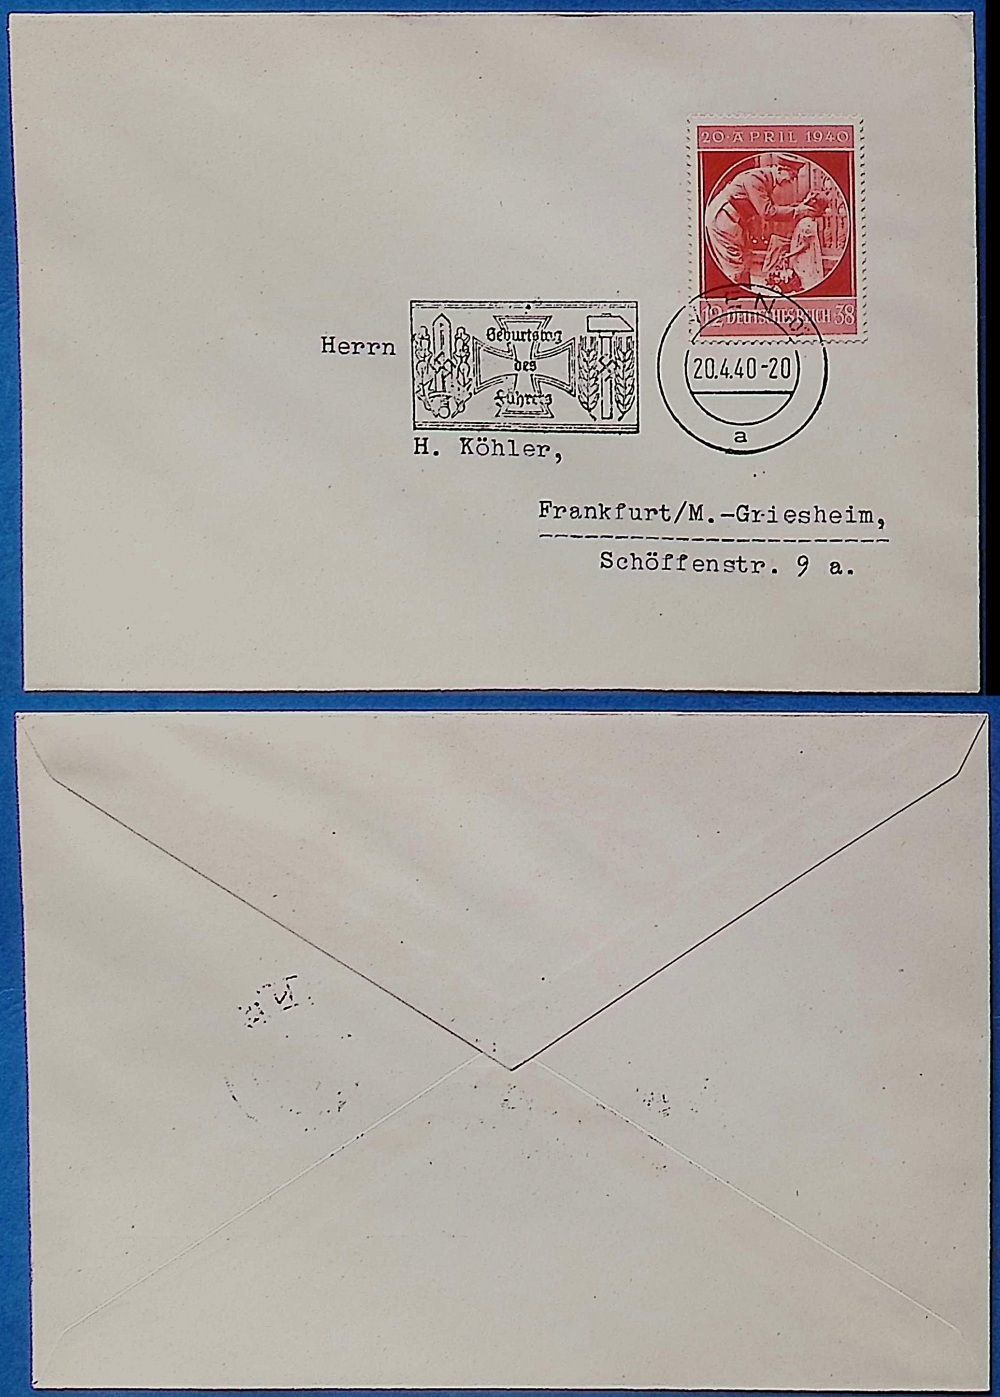 20·APRIL 1940
12 DEUTSCHES REICH 38
Geburtstag
des
Führers
20.4.40-20
a
Herrn
H. Köhler,
Frankfurt/M.-Griesheim,
Schöffenstr. 9 a.